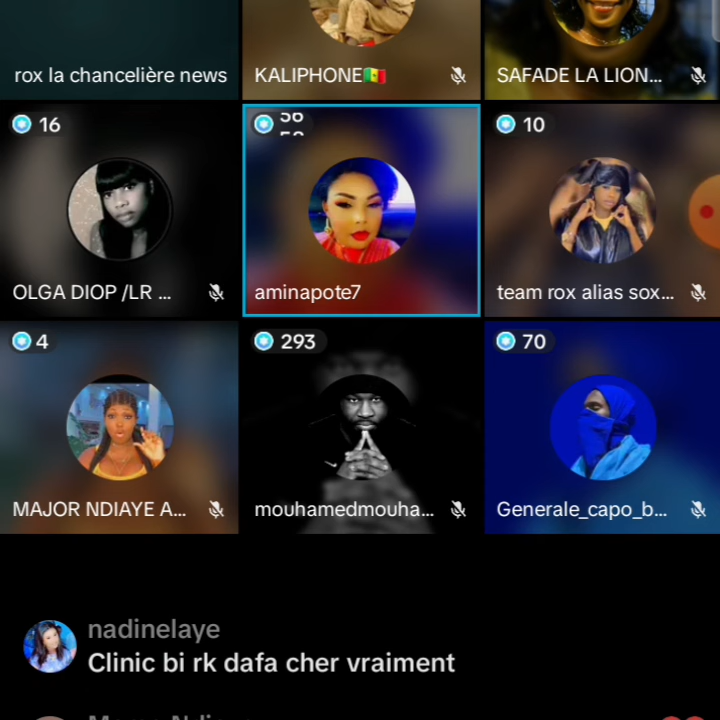 rox la chancelière news
KALIPHONE🇸🇳
SAFADE LA LION...
16
56
10
OLGA DIOP /LR ...
aminapote7
team rox alias sox...
4
293
70
MAJOR NDIAYE A...
mouhamedmouha...
Generale_capo_b...
nadinelaye
Clinic bi rk dafa cher vraiment